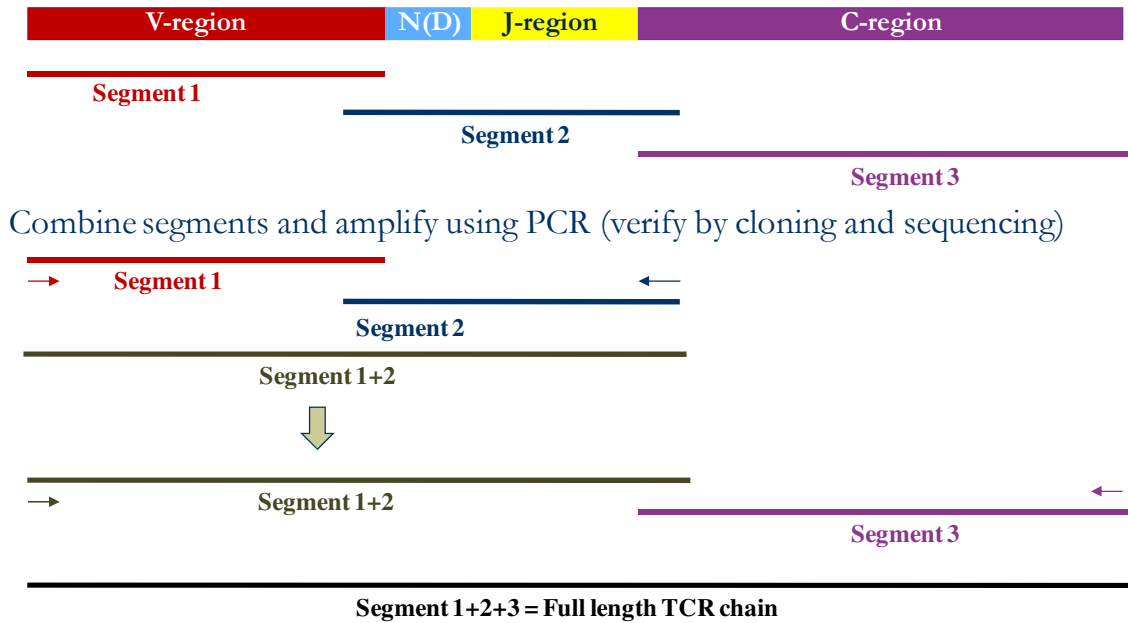 V-region N(D) J-region C-region
Segment 1
Segment 2
Segment 3
Combine segments and amplify using PCR (verify by cloning and sequencing)
Segment 1
Segment 2
Segment 1+2
Segment 1+2
Segment 3
Segment 1+2+3 = Full length TCR chain